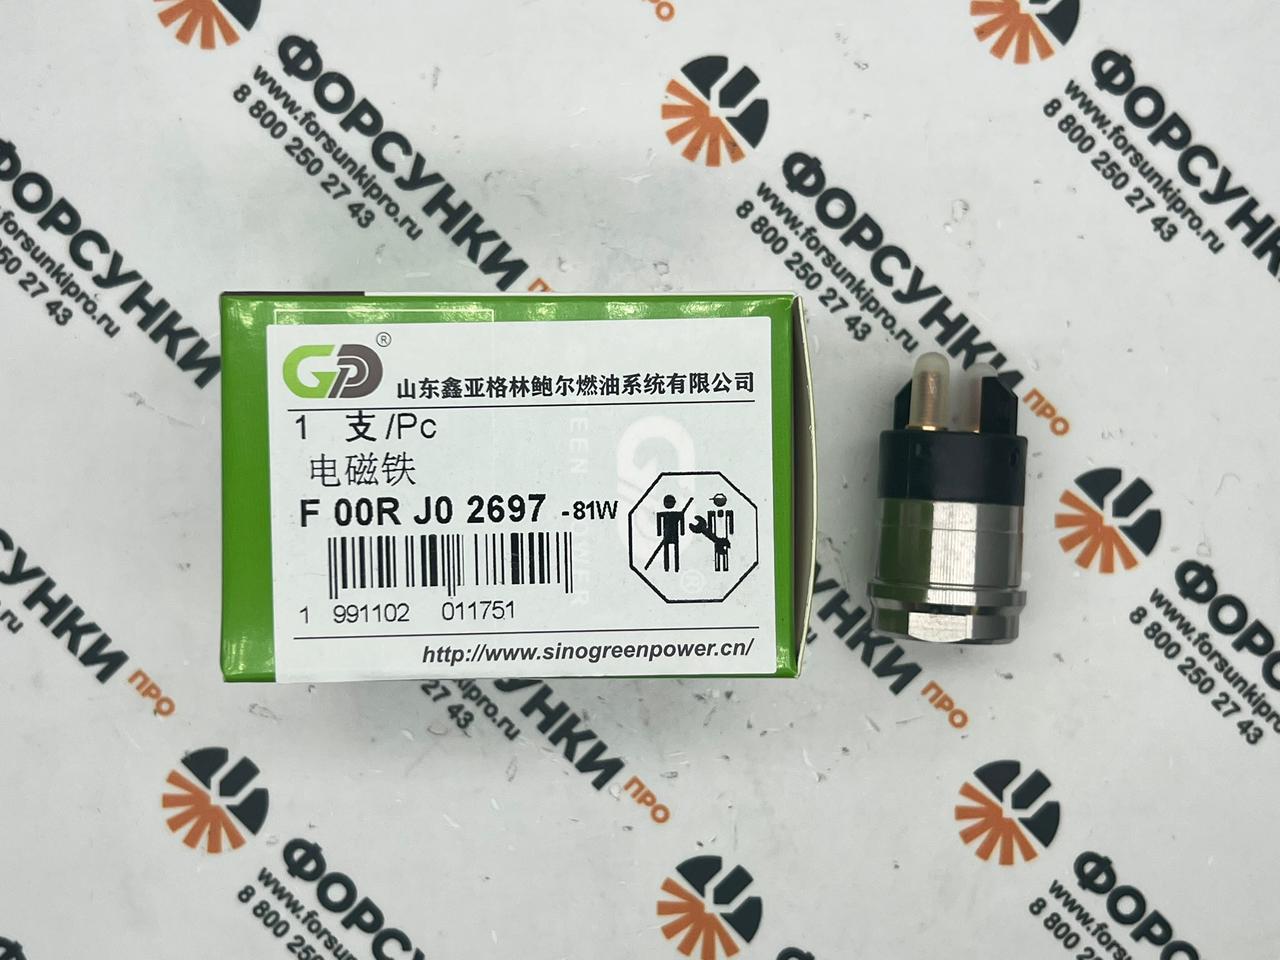 GP®
山东鑫亚格林鲍尔燃油系统有限公司
1 支/Pc
电磁铁
F 00R J0 2697 -81W
1 991102 011751
http://www.sinogreenpower.cn/
ФОРСУНКИ ПРО
www.forsunkipro.ru
8 800 250 27 43